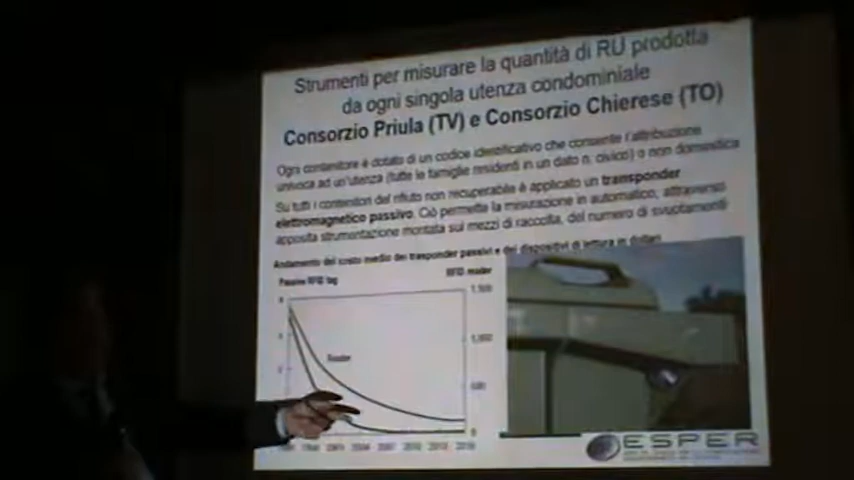 Strumenti per misurare la quantità di RU prodotta
da ogni singola utenza condominiale
Consorzio Priula (TV) e Consorzio Chierese (TO)
Ogni contenitore è dotato di un codice identificativo che consente l'attribuzione
univoca ad un'utenza (tutte le famiglie residenti in un dato n. civico) o non domestica
Su tutti i contenitori del rifiuto non recuperabile è applicato un transponder
elettromagnetico passivo. Ciò permette la misurazione in automatico, attraverso
apposita strumentazione montata sui mezzi di raccolta, del numero di svuotamenti
Andamento del costo medio dei trasponder passivi e dei dispositivi di lettura in dollari
Passive RFID tag
RFID reader
1,500
1,000
500
0
Reader
ESPER